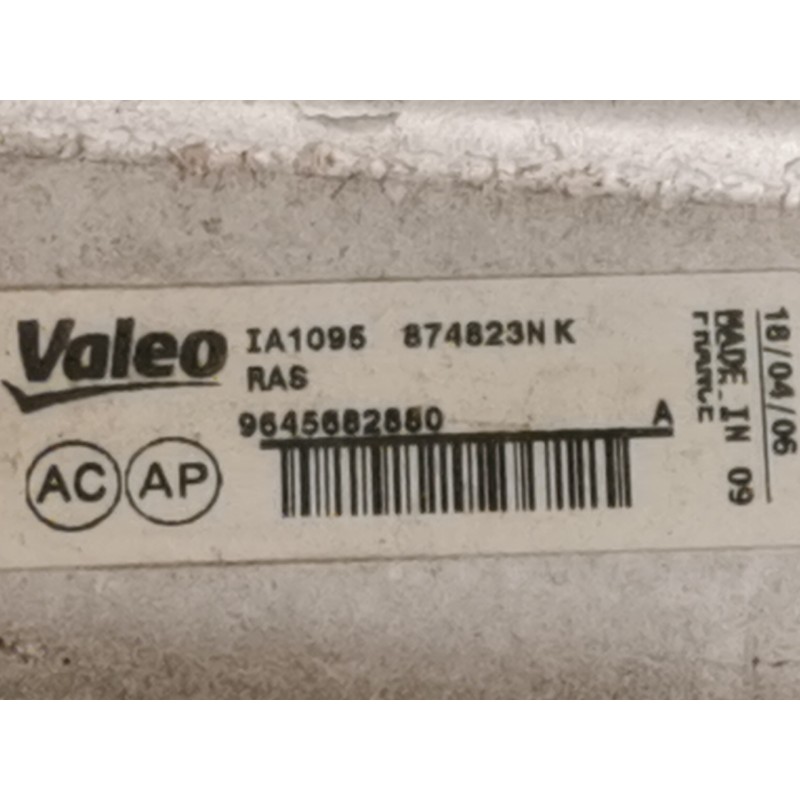 Valeo IA1095 874823N K
RAS
9645682880 A
AC AP
MADE IN 09
FRANCE
18/04/06